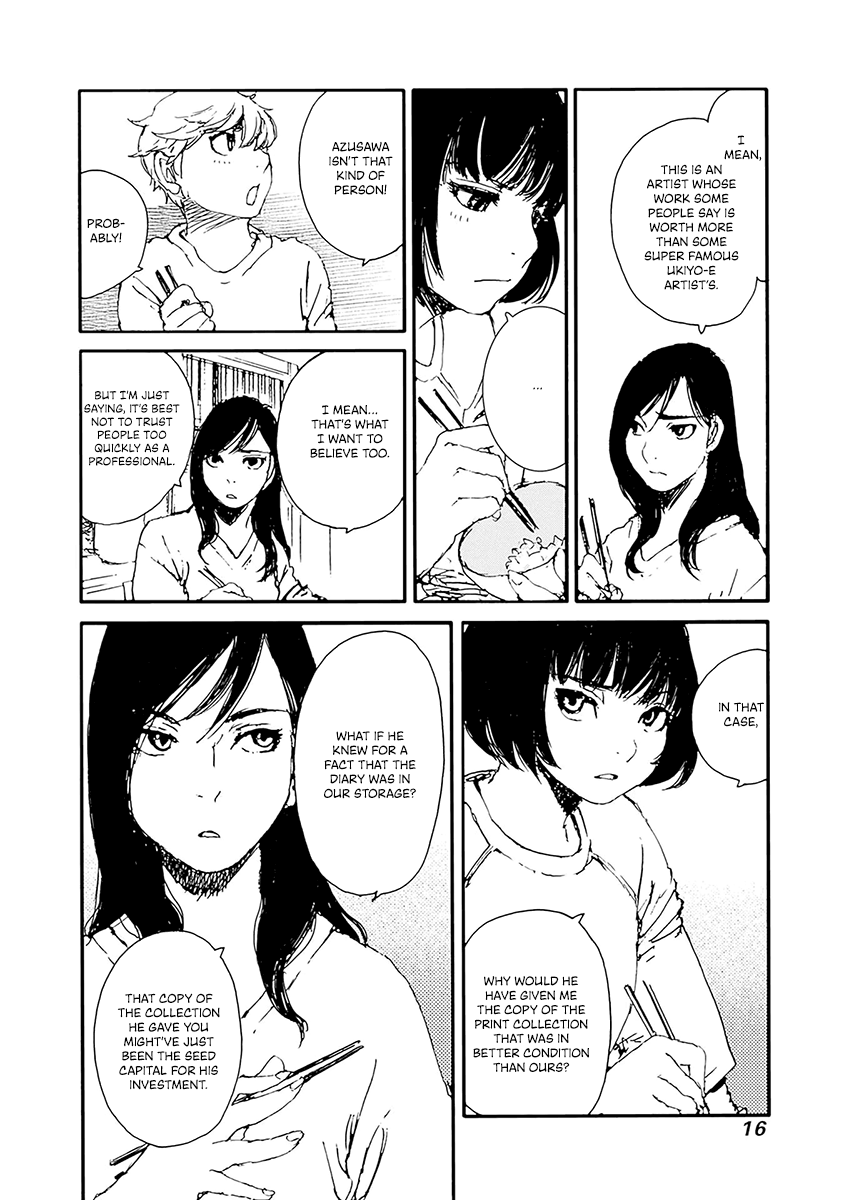 I
MEAN,
THIS IS AN
ARTIST WHOSE
WORK SOME
PEOPLE SAY IS
WORTH MORE
THAN SOME
SUPER FAMOUS
UKIYO-E
ARTIST'S.
...
AZUSAWA
ISN'T THAT
KIND OF
PERSON!
PROB-
ABLY!
I MEAN...
THAT'S WHAT
I WANT TO
BELIEVE TOO.
BUT I'M JUST
SAYING, IT'S BEST
NOT TO TRUST
PEOPLE TOO
QUICKLY AS A
PROFESSIONAL.
IN THAT
CASE,
WHY WOULD HE
HAVE GIVEN ME
THE COPY OF THE
PRINT COLLECTION
THAT WAS IN
BETTER CONDITION
THAN OURS?
WHAT IF HE
KNEW FOR A
FACT THAT THE
DIARY WAS IN
OUR STORAGE?
THAT COPY OF
THE COLLECTION
HE GAVE YOU
MIGHT'VE JUST
BEEN THE SEED
CAPITAL FOR HIS
INVESTMENT.
16